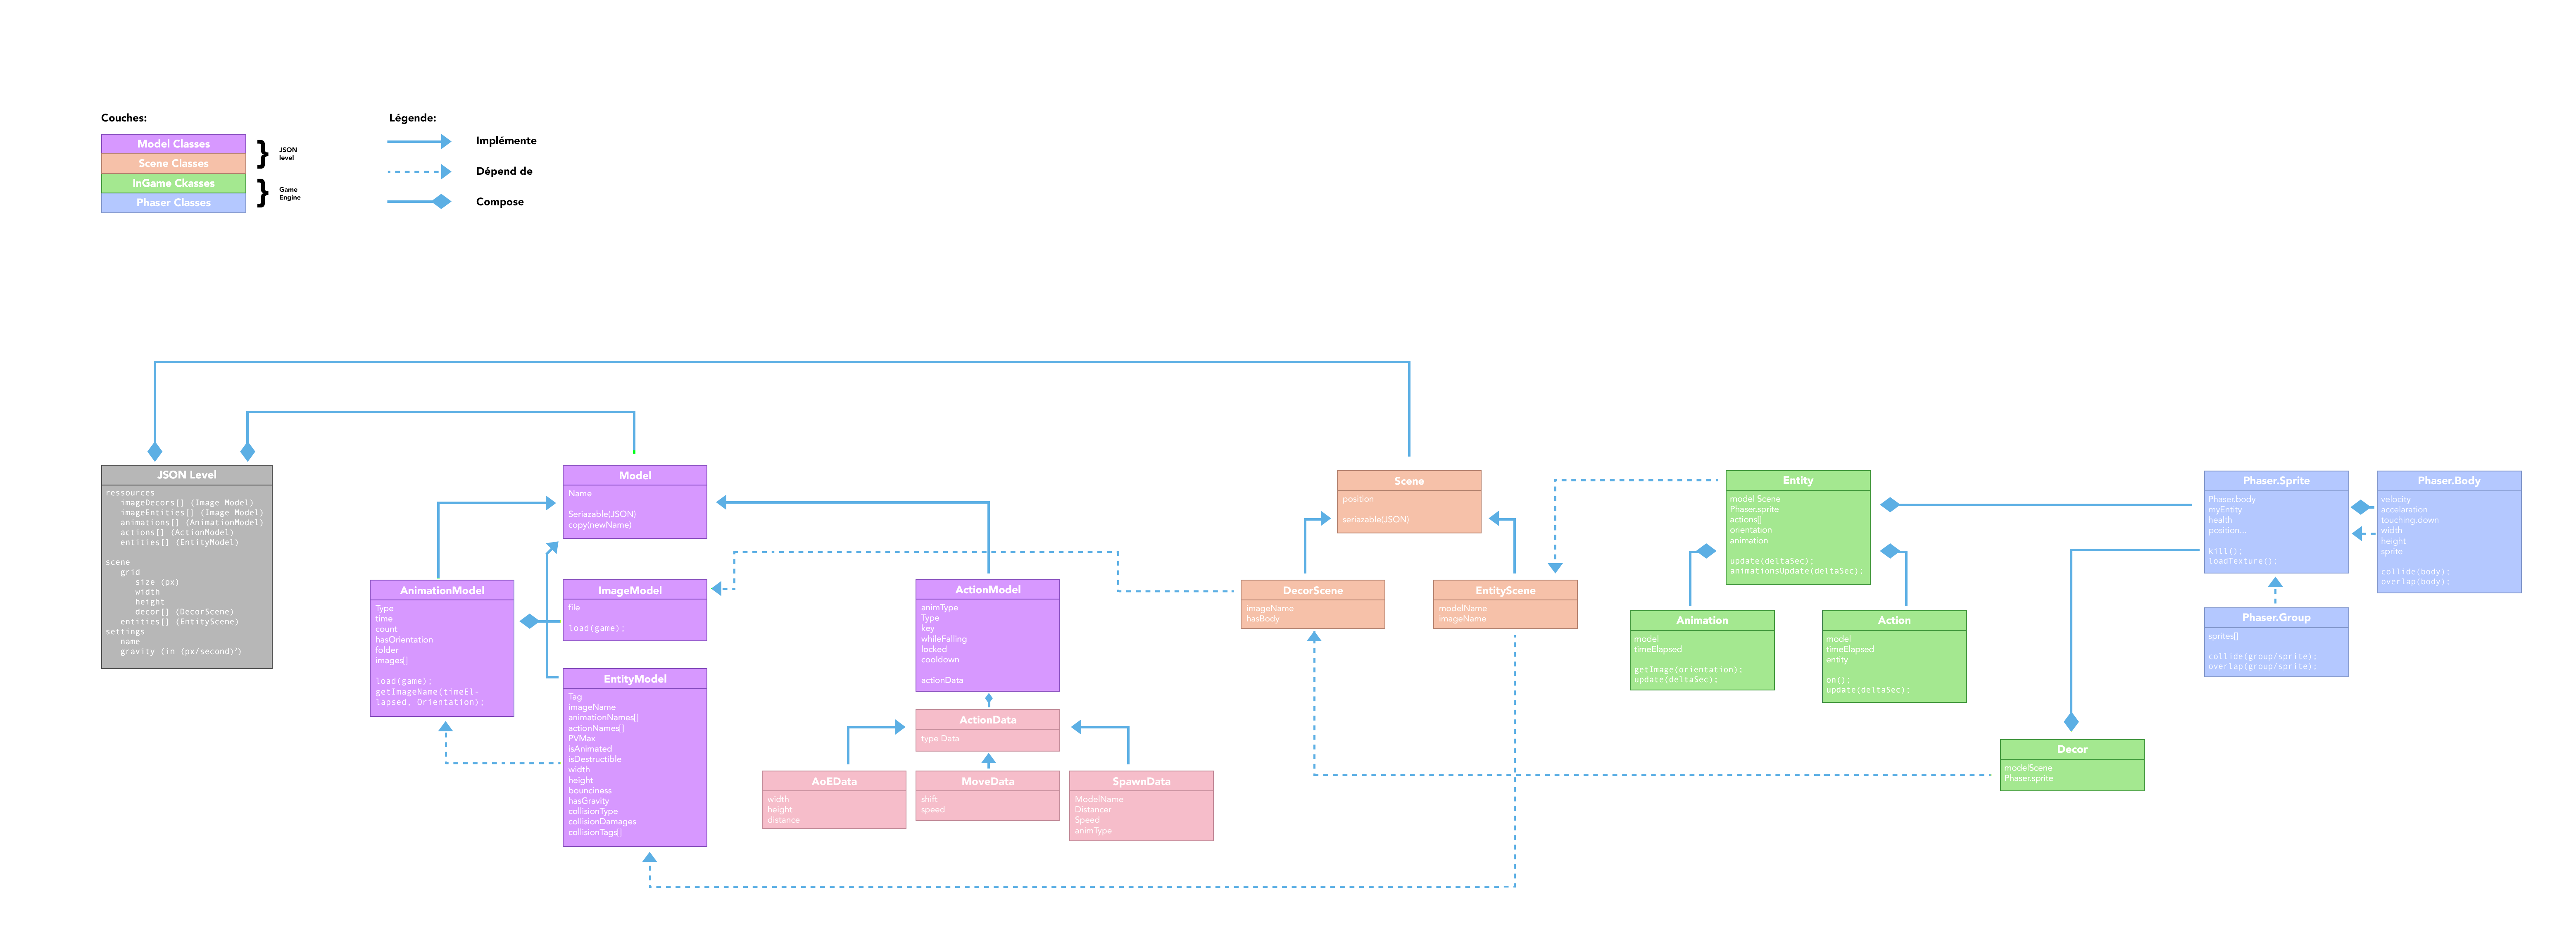 Couches:
Model Classes
Scene Classes
InGame Ckasses
Phaser Classes
JSON
level
Game
Engine
Légende:
Implémente
Dépend de
Compose
JSON Level
ressources
imageDecors[] (Image Model)
imageEntities[] (Image Model)
animations[] (AnimationModel)
actions[] (ActionModel)
entities[] (EntityModel)
scene
grid
size (px)
width
height
decor[] (DecorScene)
entities[] (EntityScene)
settings
name
gravity (in (px/second)²)
Model
Name
Seriazable(JSON)
copy(newName)
AnimationModel
Type
time
count
hasOrientation
folder
images[]
load(game);
getImageName(timeEl-
lapsed, Orientation);
ImageModel
file
load(game);
EntityModel
Tag
imageName
animationNames[]
actionNames[]
PVMax
isAnimated
isDestructible
width
height
bounciness
hasGravity
collisionType
collisionDamages
collisionTags[]
ActionModel
animType
Type
key
whileFalling
locked
cooldown
actionData
ActionData
type Data
AoEData
width
height
distance
MoveData
shift
speed
SpawnData
ModelName
Distancer
Speed
animType
Scene
position
seriazable(JSON)
DecorScene
imageName
hasBody
EntityScene
modelName
imageName
Entity
model Scene
Phaser.sprite
actions[]
orientation
animation
update(deltaSec);
animationsUpdate(deltaSec);
Animation
model
timeElapsed
getImage(orientation);
update(deltaSec);
Action
model
timeElapsed
entity
on();
update(deltaSec);
Decor
modelScene
Phaser.sprite
Phaser.Sprite
Phaser.body
myEntity
health
position...
kill();
loadTexture();
Phaser.Group
sprites[]
collide(group/sprite);
overlap(group/sprite);
Phaser.Body
velocity
accelaration
touching.down
width
height
sprite
collide(body);
overlap(body);